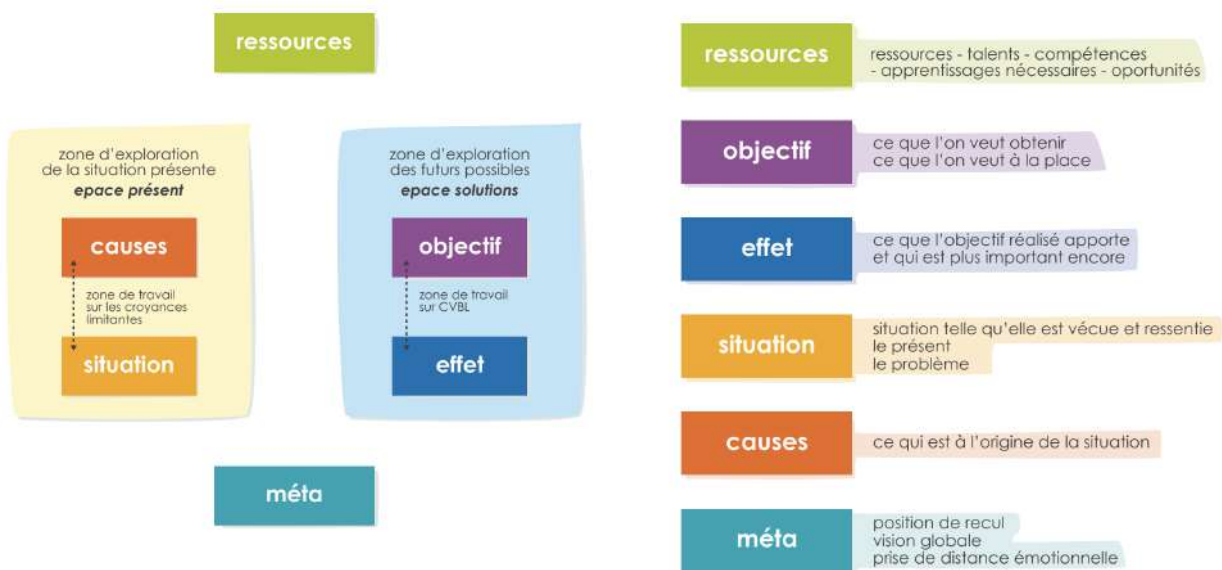 ressources
zone d'exploration
de la situation présente
epace présent
causes
zone de travail
sur les croyances
limitantes
situation
zone d'exploration
des futurs possibles
epace solutions
objectif
zone de travail
sur CVBL
effet
méta
ressources
ressources - talents - compétences
- apprentissages nécessaires - oportunités
objectif
ce que l'on veut obtenir
ce que l'on veut à la place
effet
ce que l'objectif réalisé apporte
et qui est plus important encore
situation
situation telle qu'elle est vécue et ressentie
le présent
le problème
causes
ce qui est à l'origine de la situation
méta
position de recul
vision globale
prise de distance émotionnelle